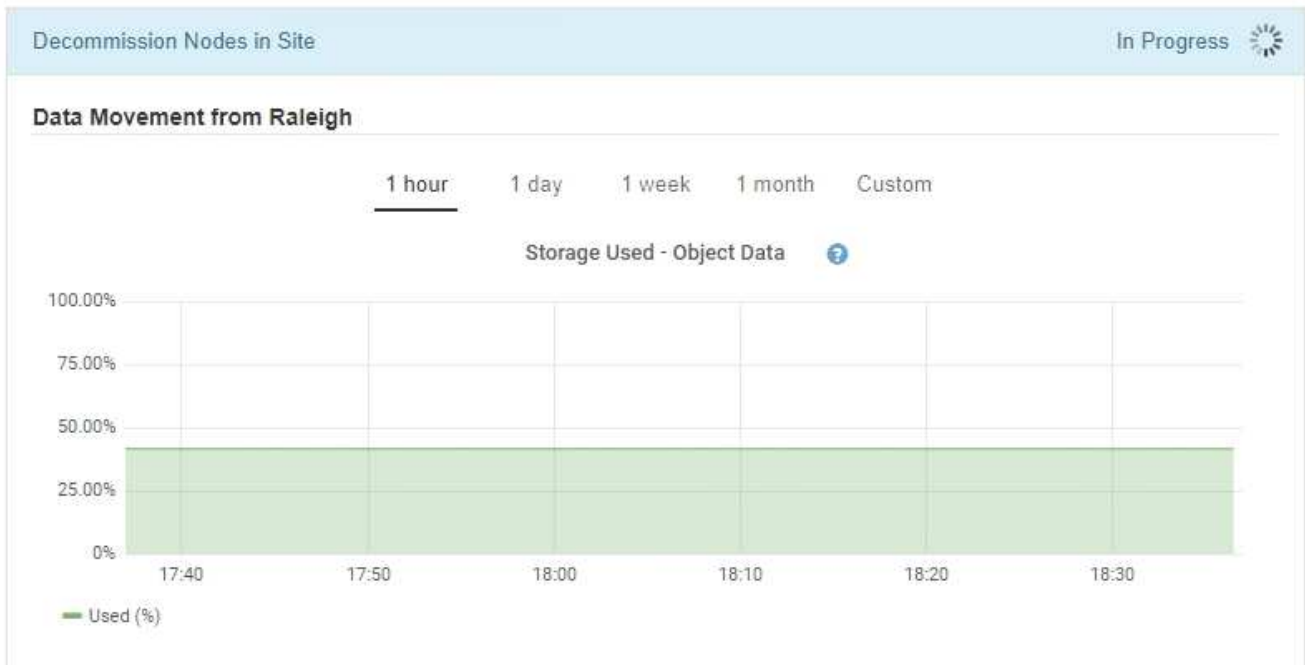 Decommission Nodes in Site In Progress
Data Movement from Raleigh
1 hour 1 day 1 week 1 month Custom
Storage Used - Object Data ?
100.00%
75.00%
50.00%
25.00%
0%
17:40 17:50 18:00 18:10 18:20 18:30
Used (%)